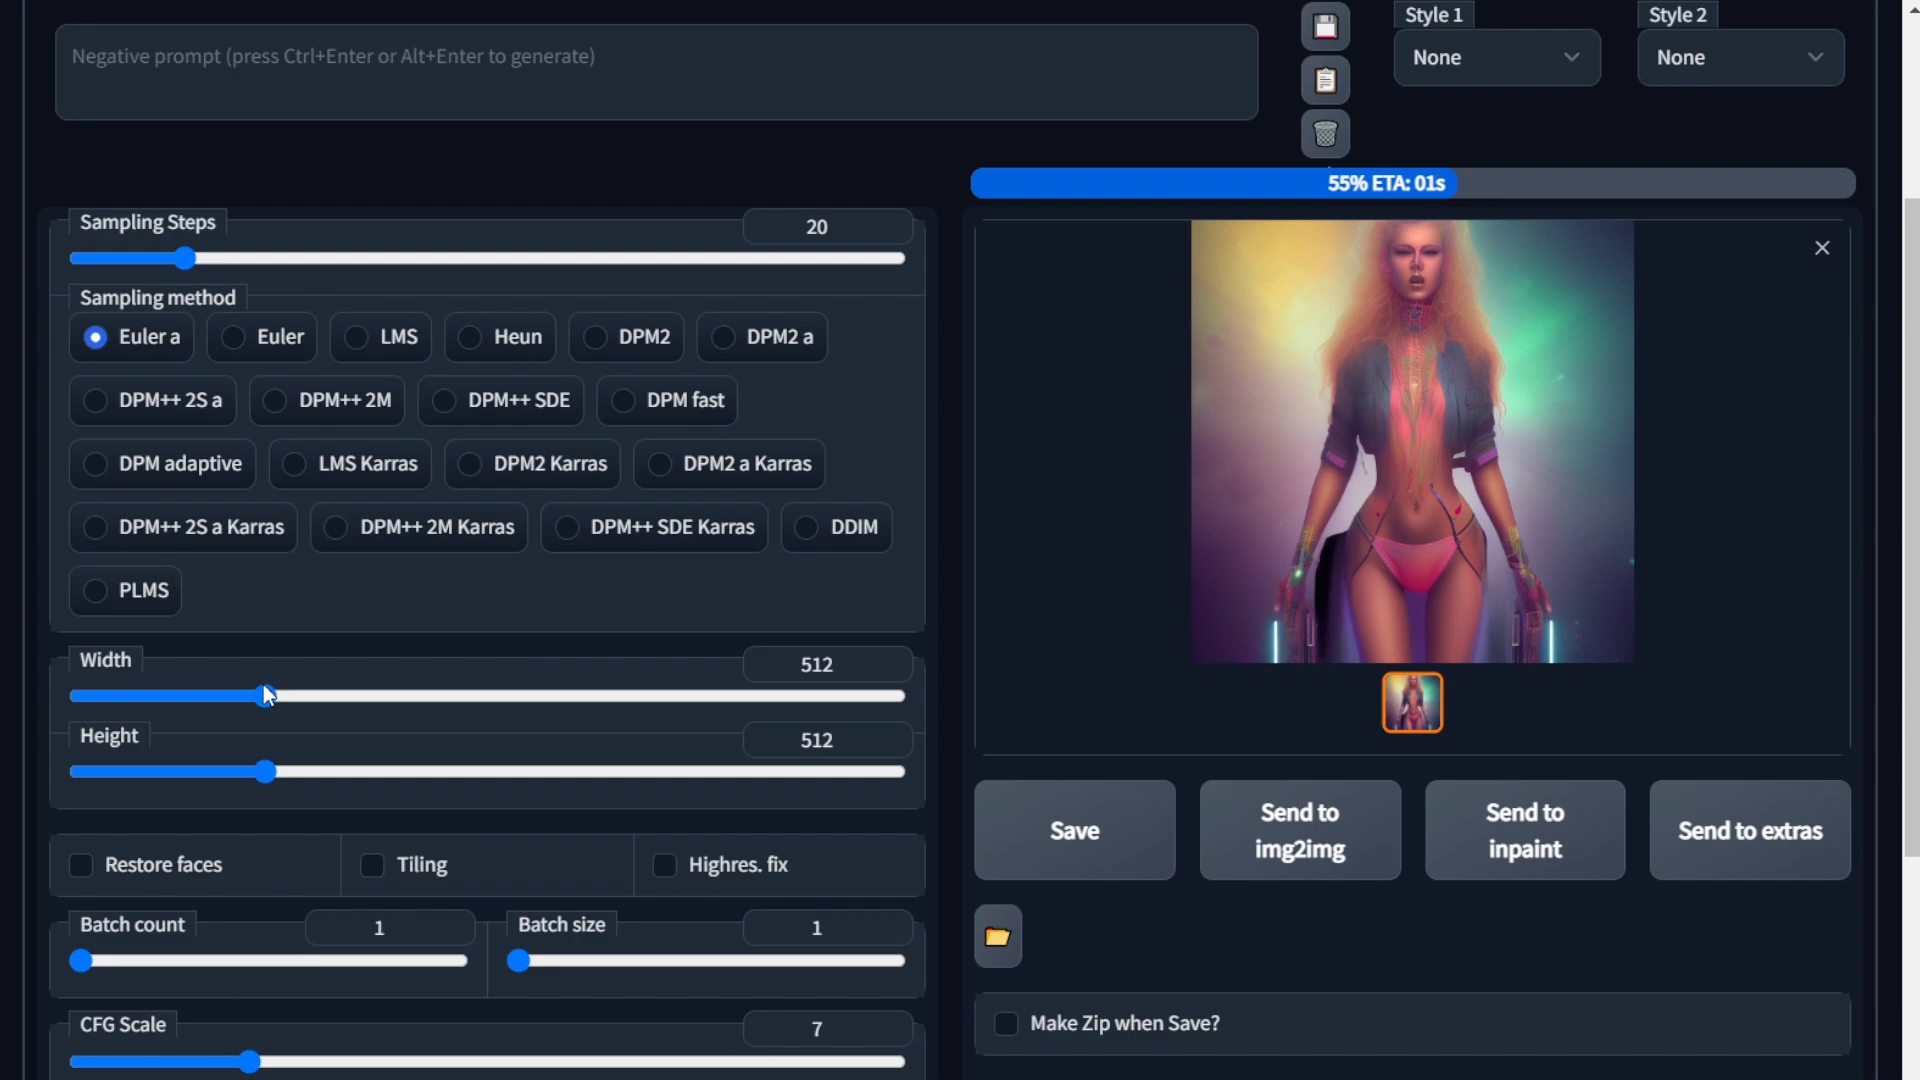 Negative prompt (press Ctrl+Enter or Alt+Enter to generate)
Style 1
None
Style 2
None
55% ETA: 01s
Sampling Steps
20
Sampling method
Euler a
Euler
LMS
Heun
DPM2
DPM2 a
DPM++ 2S a
DPM++ 2M
DPM++ SDE
DPM fast
DPM adaptive
LMS Karras
DPM2 Karras
DPM2 a Karras
DPM++ 2S a Karras
DPM++ 2M Karras
DPM++ SDE Karras
DDIM
PLMS
Width
512
Height
512
Restore faces
Tiling
Highres. fix
Batch count
1
Batch size
1
CFG Scale
7
Save
Send to
img2img
Send to
inpaint
Send to extras
Make Zip when Save?